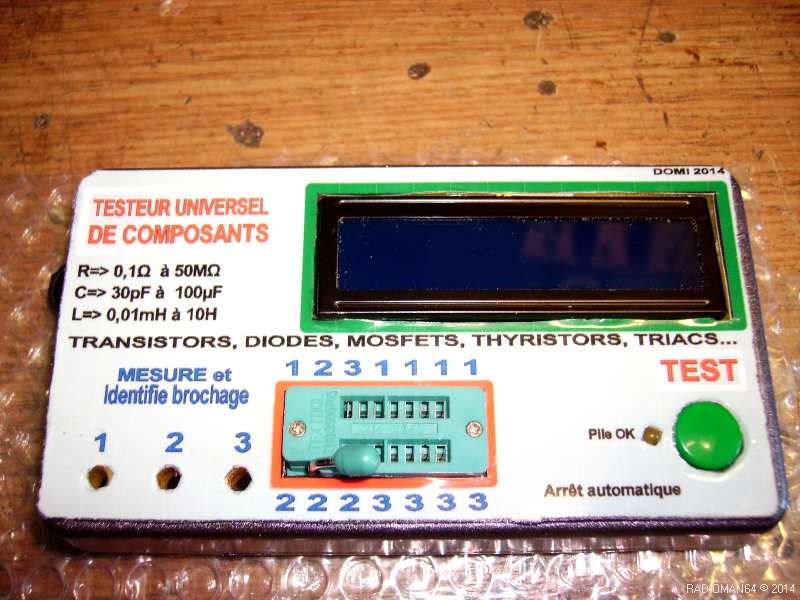 DOMI 2014
TESTEUR UNIVERSEL
DE COMPOSANTS
R=> 0,1Ω à 50MΩ
C=> 30pF à 100µF
L=> 0,01mH à 10H
TRANSISTORS, DIODES, MOSFETS, THYRISTORS, TRIACS...
MESURE et
Identifie brochage
1 2 3 1 1 1 1
TEST
1 2 3
Pile OK
2 2 2 3 3 3 3
Arrêt automatique
RADIOMAN64 © 2014